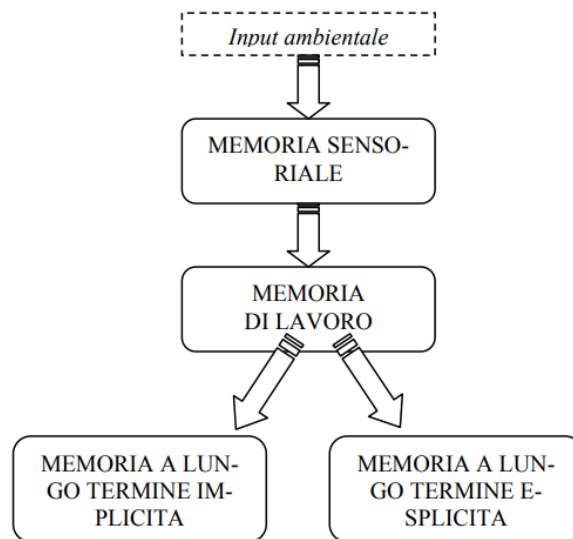 Input ambientale
MEMORIA SENSO-
RIALE
MEMORIA
DI LAVORO
MEMORIA A LUN-
GO TERMINE IM-
PLICITA
MEMORIA A LUN-
GO TERMINE E-
SPLICITA